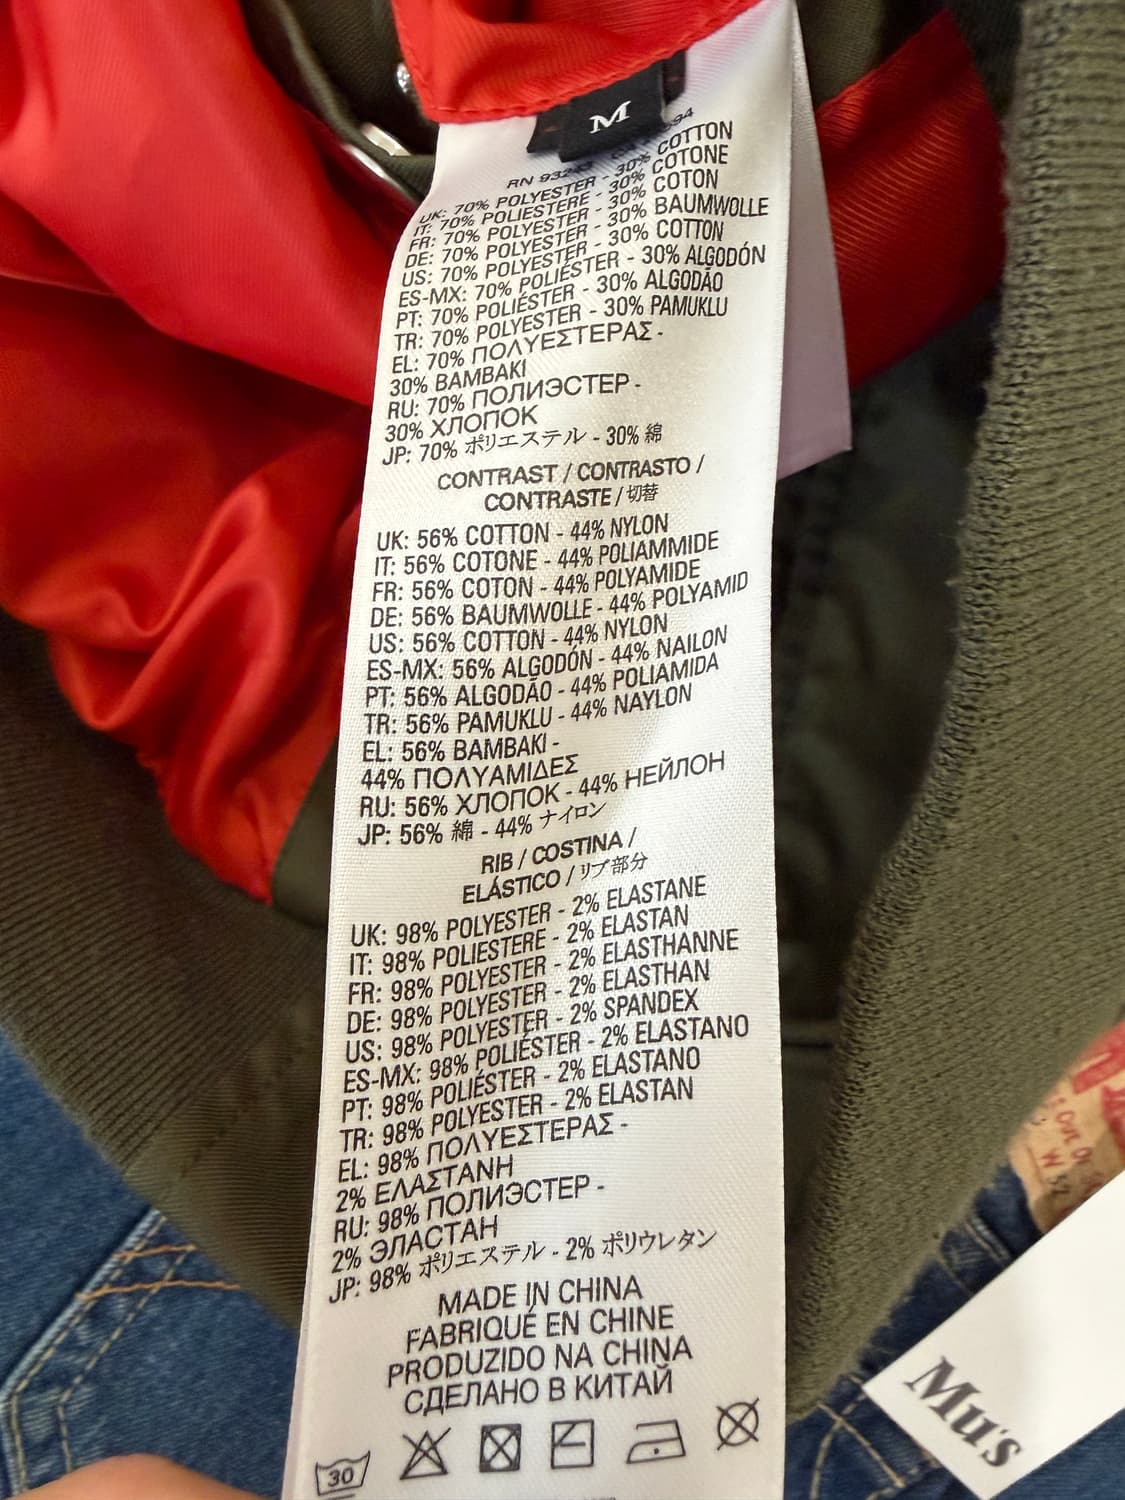 M
RN 93243
UK: 70% POLYESTER - 30% COTTON
IT: 70% POLIESTERE - 30% COTONE
FR: 70% POLYESTER - 30% COTON
DE: 70% POLYESTER - 30% BAUMWOLLE
US: 70% POLYESTER - 30% COTTON
ES-MX: 70% POLIÉSTER - 30% ALGODÓN
PT: 70% POLIÉSTER - 30% ALGODÃO
TR: 70% POLYESTER - 30% PAMUKLU
EL: 70% ΠΟΛΥΕΣΤΕΡΑΣ -
30% ΒΑΜΒΑΚΙ
RU: 70% ПОЛИЭСТЕР -
30% ХЛОПОК
JP: 70% ポリエステル - 30% 綿
CONTRAST / CONTRASTO /
CONTRASTE / 切替
UK: 56% COTTON - 44% NYLON
IT: 56% COTONE - 44% POLIAMMIDE
FR: 56% COTON - 44% POLYAMIDE
DE: 56% BAUMWOLLE - 44% POLYAMID
US: 56% COTTON - 44% NYLON
ES-MX: 56% ALGODÓN - 44% NAILON
PT: 56% ALGODÃO - 44% POLIAMIDA
TR: 56% PAMUKLU - 44% NAYLON
EL: 56% ΒΑΜΒΑΚΙ -
44% ΠΟΛΥΑΜΙΔΕΣ
RU: 56% ХЛОПОК - 44% НЕЙЛОН
JP: 56% 綿 - 44% ナイロン
RIB / COSTINA /
ELÁSTICO / リブ部分
UK: 98% POLYESTER - 2% ELASTANE
IT: 98% POLIESTERE - 2% ELASTAN
FR: 98% POLYESTER - 2% ELASTHANNE
DE: 98% POLYESTER - 2% ELASTHAN
US: 98% POLYESTER - 2% SPANDEX
ES-MX: 98% POLIÉSTER - 2% ELASTANO
PT: 98% POLIÉSTER - 2% ELASTANO
TR: 98% POLYESTER - 2% ELASTAN
EL: 98% ΠΟΛΥΕΣΤΕΡΑΣ -
2% ΕΛΑΣΤΑΝΗ
RU: 98% ПОЛИЭСТЕР -
2% ЭЛАСТАН
JP: 98% ポリエステル - 2% ポリウレタン
MADE IN CHINA
FABRIQUÉ EN CHINE
PRODUZIDO NA CHINA
СДЕЛАНО В КИТАЙ
30
Mu's